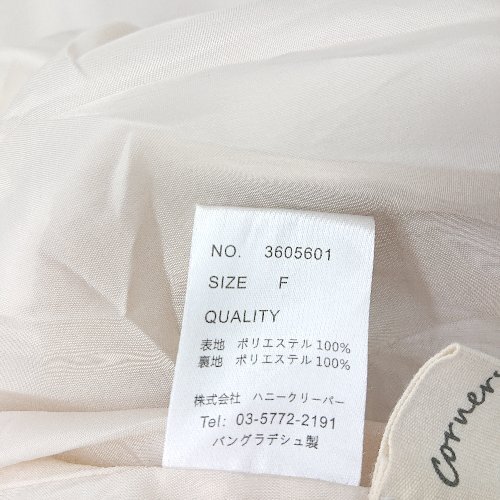 NO. 3605601
SIZE F
QUALITY
表地 ポリエステル100%
裏地 ポリエステル100%
株式会社 ハニークリーパー
Tel: 03-5772-2191
バングラデシュ製
corners